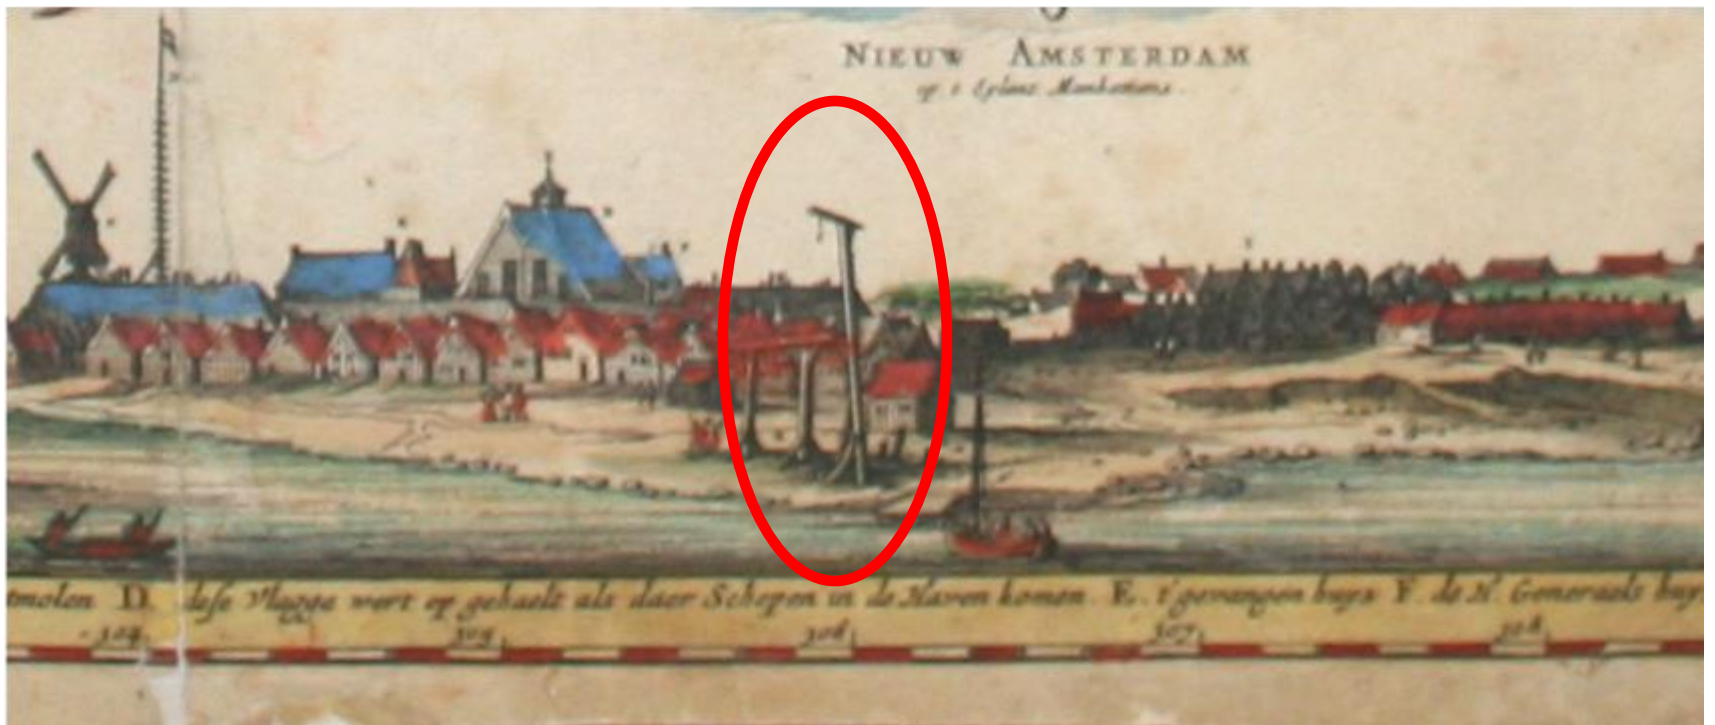 NIEUW AMSTERDAM
op t Eylant Manhattans.
tmolen D. dese Vlagge wert op gehaelt als daer Schepen in de Haven komen. E. t'gevangen huys F. de H. Generaels huy
304 305 306 307 308